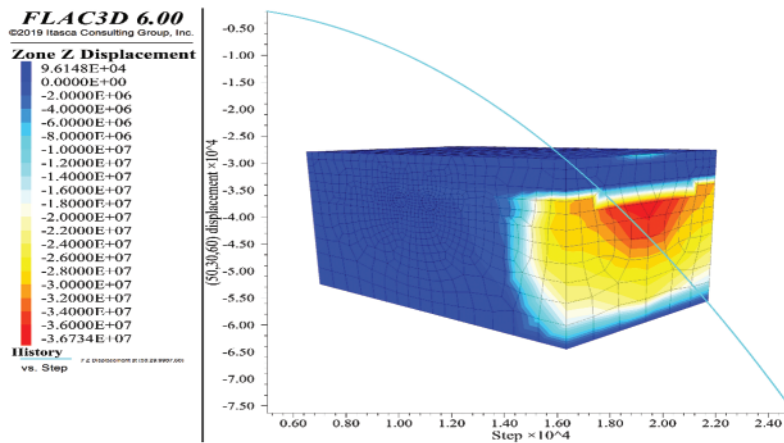 FLAC3D 6.00
©2019 Itasca Consulting Group, Inc.
Zone Z Displacement
9.6148E+04
0.0000E+00
-2.0000E+06
-4.0000E+06
-6.0000E+06
-8.0000E+06
-1.0000E+07
-1.2000E+07
-1.4000E+07
-1.6000E+07
-1.8000E+07
-2.0000E+07
-2.2000E+07
-2.4000E+07
-2.6000E+07
-2.8000E+07
-3.0000E+07
-3.2000E+07
-3.4000E+07
-3.6000E+07
-3.6734E+07
History
vs. Step
(50,30,60) displacement ×10^4
-0.50
-1.00
-1.50
-2.00
-2.50
-3.00
-3.50
-4.00
-4.50
-5.00
-5.50
-6.00
-6.50
-7.00
-7.50
0.60 0.80 1.00 1.20 1.40 1.60 1.80 2.00 2.20 2.40
Step ×10^4